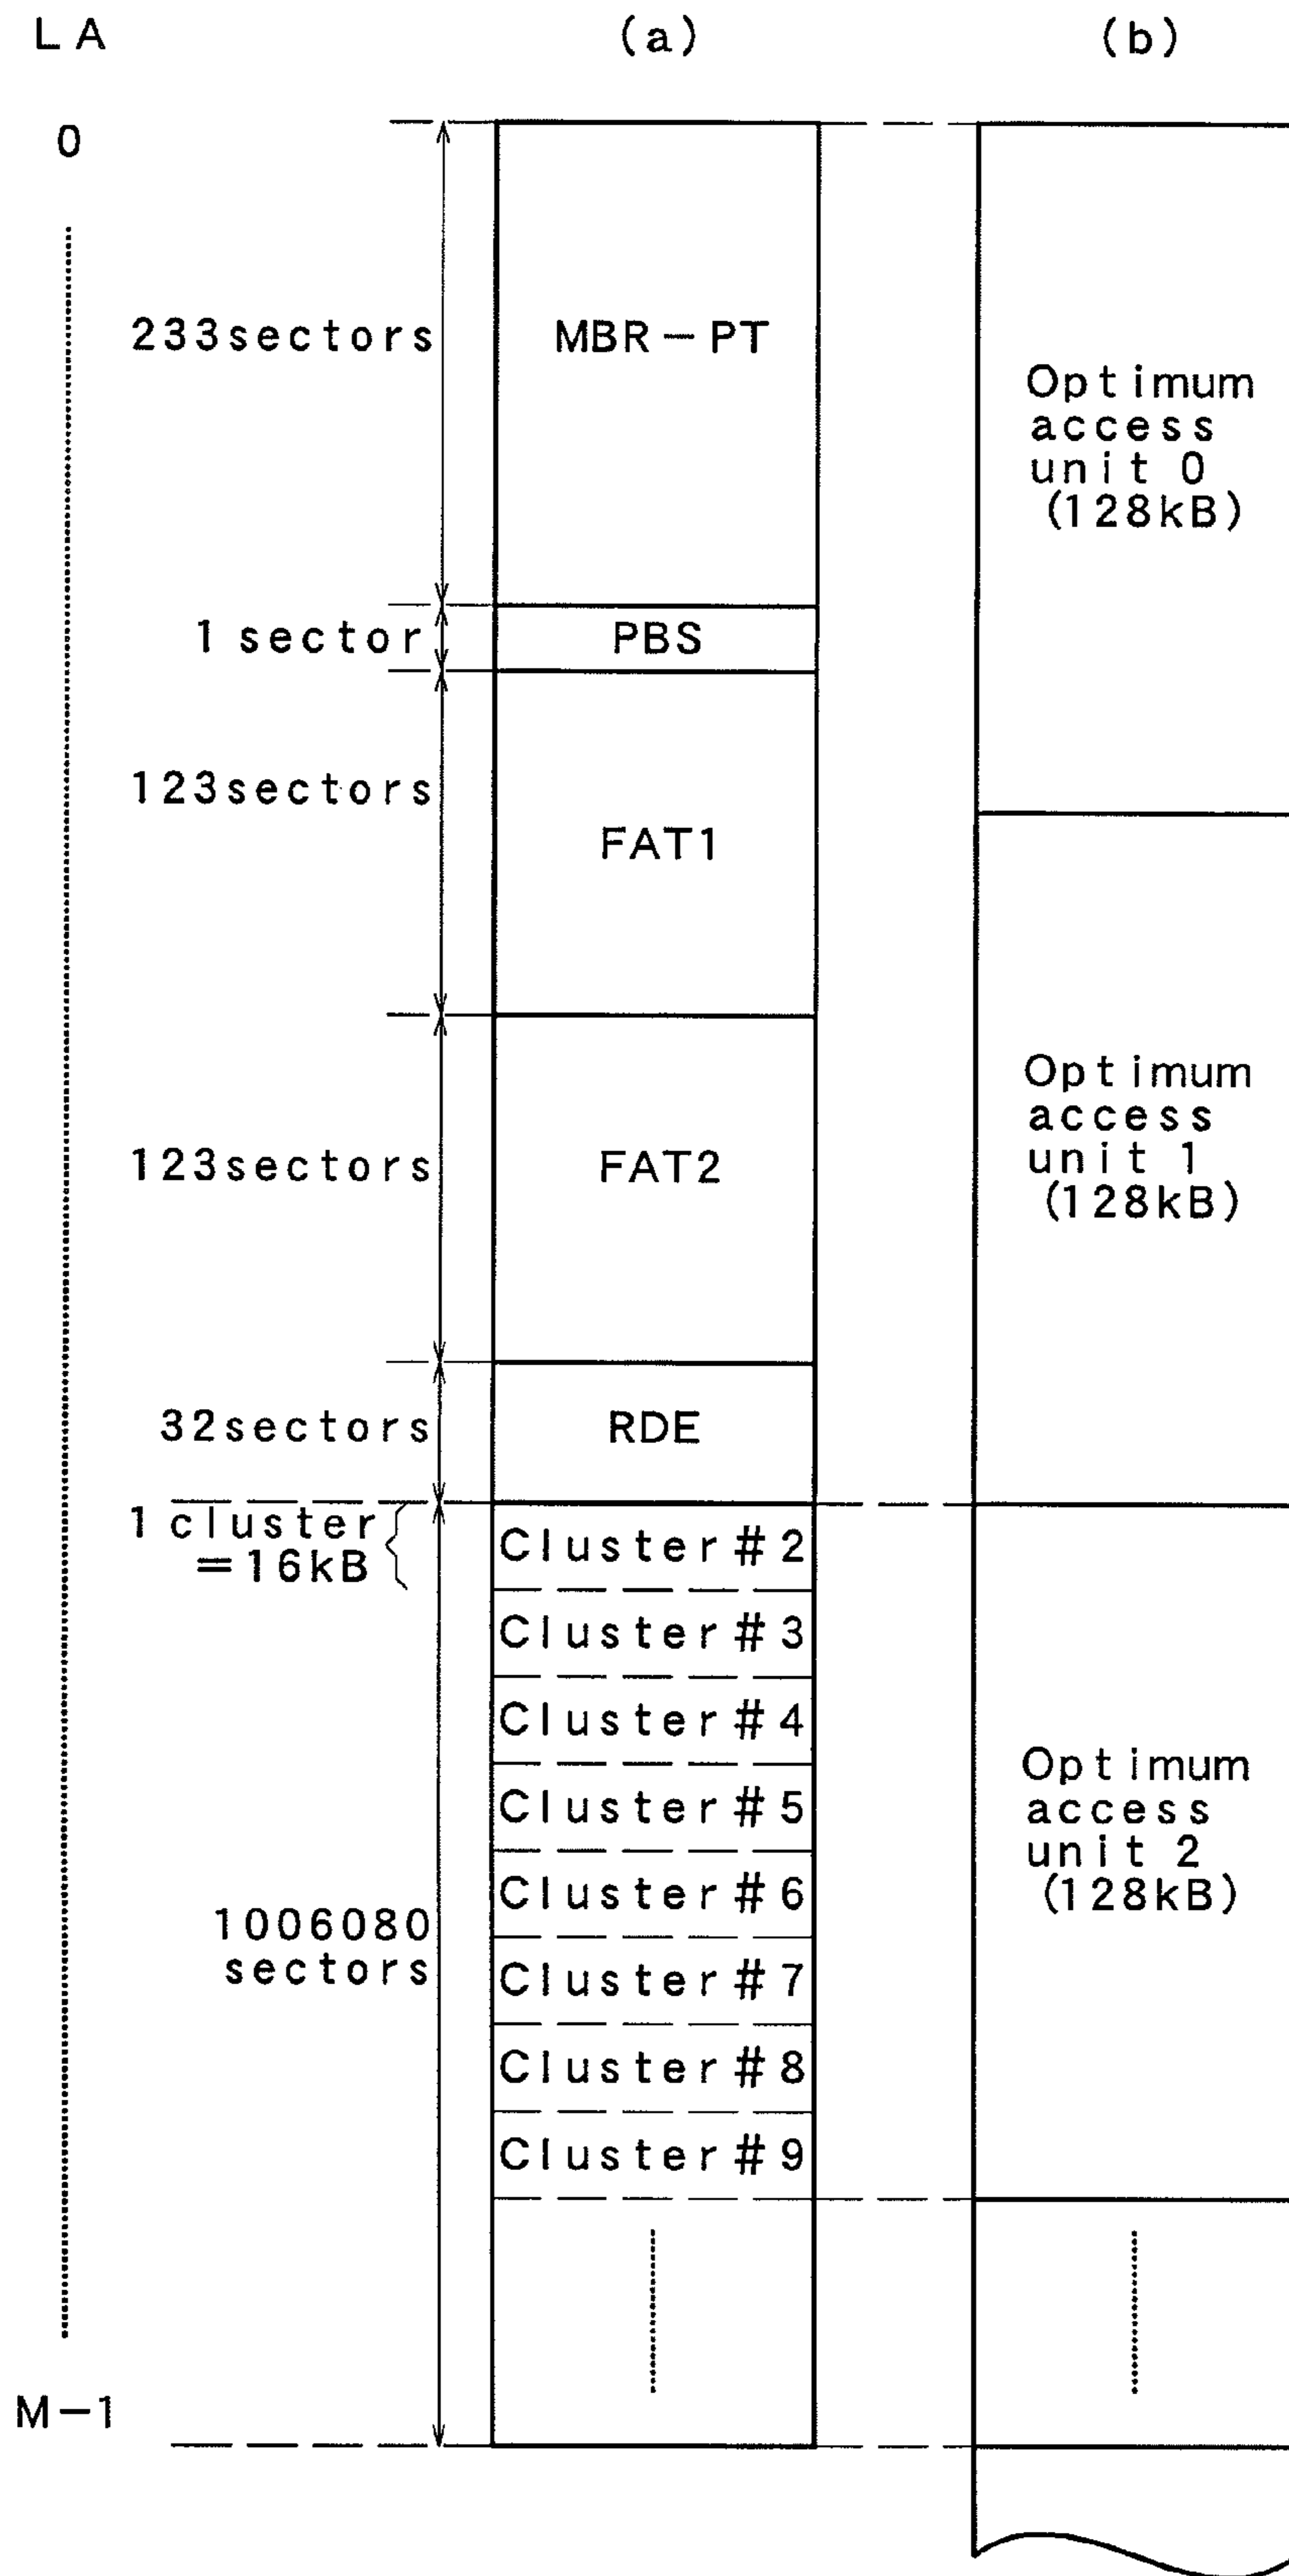 LA (a) (b)
0
233sectors MBR-PT
Optimum
access
unit 0
(128kB)
1 sector PBS
123sectors
FAT1
Optimum
access
unit 1
(128kB)
123sectors FAT2
32sectors RDE
1 cluster
=16kB
Cluster#2
Cluster#3
Cluster#4
Cluster#5
Cluster#6
Cluster#7
Cluster#8
Cluster#9
Optimum
access
unit 2
(128kB)
1006080
sectors
M-1